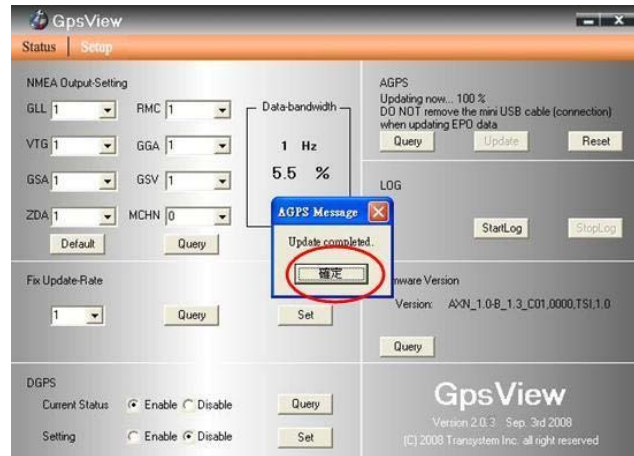 GpsView
Status Setup
NMEA Output-Setting
GLL 1 RMC 1
VTG 1 GGA 1
GSA 1 GSV 1
ZDA 1 MCHN 0
Default Query
Data-bandwidth
1 Hz
5.5 %
AGPS
Updating now... 100 %
DO NOT remove the mini USB cable (connection)
when updating EPO data
Query Update Reset
LOG
StartLog StopLog
AGPS Message
Update completed.
確定
Fix Update-Rate
1 Query Set
mware Version
Version: AXN_1.0-B_1.3_C01,0000,TSI,1.0
Query
DGPS
Current Status Enable Disable Query
Setting Enable Disable Set
GpsView
Version 2.0.3 Sep. 3rd 2008
(C) 2008 Transystem Inc. all right reserved